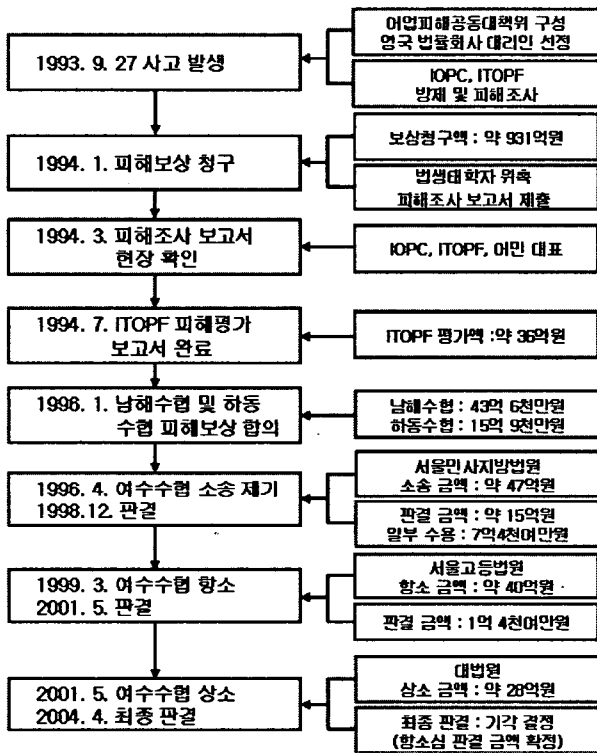 1993. 9. 27 사고 발생
어업피해공동대책위 구성
영국 법률회사 대리인 선정
IOPC, ITOPF
방제 및 피해조사
1994. 1. 피해보상 청구
보상청구액 : 약 931억원
법생태학자 위촉
피해조사 보고서 제출
1994. 3. 피해조사 보고서
현장 확인
IOPC, ITOPF, 어민 대표
1994. 7. ITOPF 피해평가
보고서 완료
ITOPF 평가액 :약 36억원
1996. 1. 남해수협 및 하동
수협 피해보상 합의
남해수협 : 43억 6천만원
하동수협 : 15억 9천만원
1996. 4. 여수수협 소송 제기
1998.12. 판결
서울민사지방법원
소송 금액 : 약 47억원
판결 금액 : 약 15억원
일부 수용 : 7억4천여만원
1999. 3. 여수수협 항소
2001. 5. 판결
서울고등법원
항소 금액 : 약 40억원
판결 금액 : 1억 4천여만원
2001. 5. 여수수협 상소
2004. 4. 최종 판결
대법원
상소 금액 : 약 28억원
최종 판결 : 기각 결정
(항소심 판결 금액 확정)